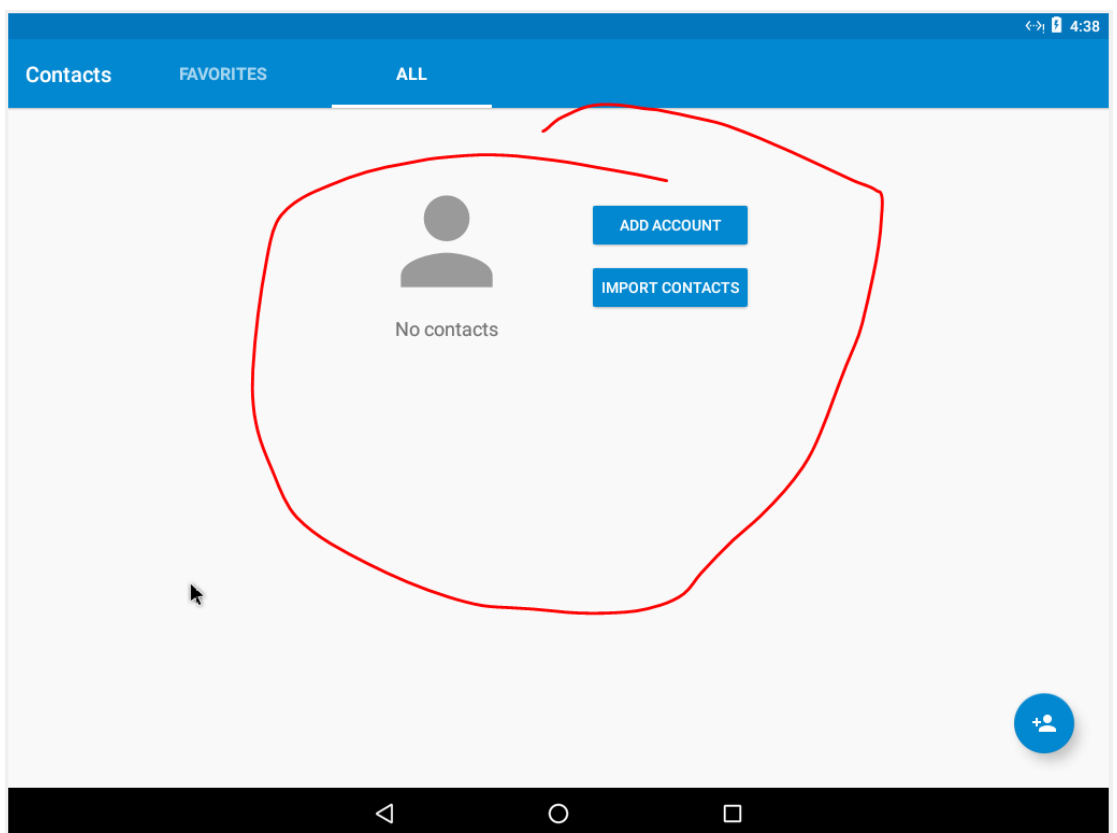 4:38
Contacts FAVORITES ALL
ADD ACCOUNT
IMPORT CONTACTS
No contacts